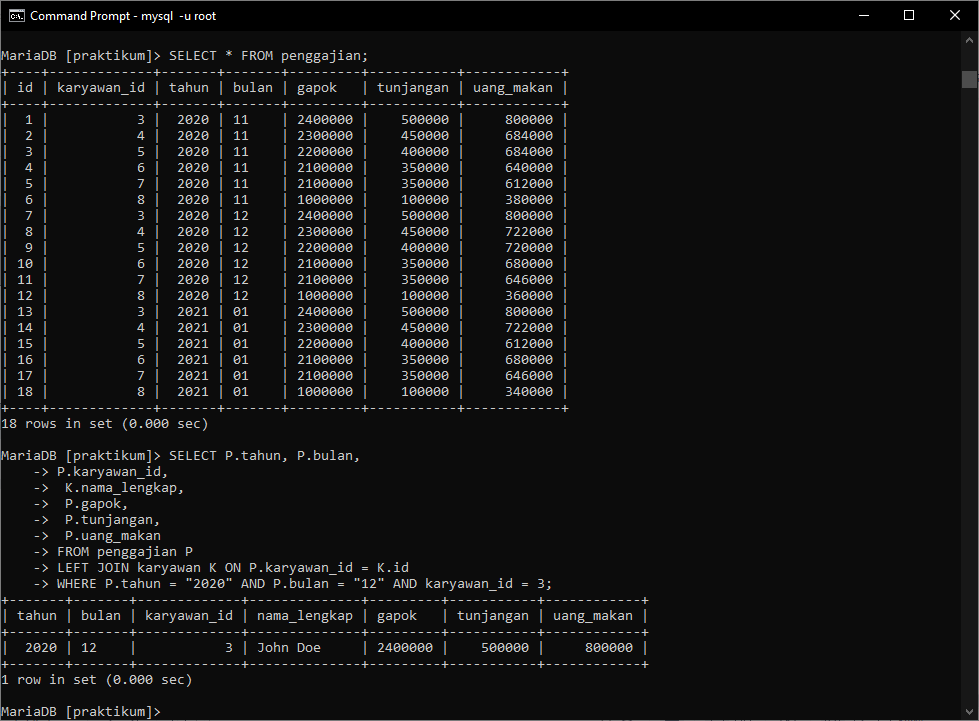 Command Prompt - mysql  -u root
MariaDB [praktikum]> SELECT * FROM penggajian;
+----+-------------+-------+-------+---------+-----------+------------+
| id | karyawan_id | tahun | bulan | gapok   | tunjangan | uang_makan |
+----+-------------+-------+-------+---------+-----------+------------+
|  1 |           3 |  2020 | 11    | 2400000 |    500000 |     800000 |
|  2 |           4 |  2020 | 11    | 2300000 |    450000 |     684000 |
|  3 |           5 |  2020 | 11    | 2200000 |    400000 |     684000 |
|  4 |           6 |  2020 | 11    | 2100000 |    350000 |     640000 |
|  5 |           7 |  2020 | 11    | 2100000 |    350000 |     612000 |
|  6 |           8 |  2020 | 11    | 1000000 |    100000 |     380000 |
|  7 |           3 |  2020 | 12    | 2400000 |    500000 |     800000 |
|  8 |           4 |  2020 | 12    | 2300000 |    450000 |     722000 |
|  9 |           5 |  2020 | 12    | 2200000 |    400000 |     720000 |
| 10 |           6 |  2020 | 12    | 2100000 |    350000 |     680000 |
| 11 |           7 |  2020 | 12    | 2100000 |    350000 |     646000 |
| 12 |           8 |  2020 | 12    | 1000000 |    100000 |     360000 |
| 13 |           3 |  2021 | 01    | 2400000 |    500000 |     800000 |
| 14 |           4 |  2021 | 01    | 2300000 |    450000 |     722000 |
| 15 |           5 |  2021 | 01    | 2200000 |    400000 |     612000 |
| 16 |           6 |  2021 | 01    | 2100000 |    350000 |     680000 |
| 17 |           7 |  2021 | 01    | 2100000 |    350000 |     646000 |
| 18 |           8 |  2021 | 01    | 1000000 |    100000 |     340000 |
+----+-------------+-------+-------+---------+-----------+------------+
18 rows in set (0.000 sec)
MariaDB [praktikum]> SELECT P.tahun, P.bulan,
    -> P.karyawan_id,
    ->  K.nama_lengkap,
    ->  P.gapok,
    ->  P.tunjangan,
    ->  P.uang_makan
    -> FROM penggajian P
    -> LEFT JOIN karyawan K ON P.karyawan_id = K.id
    -> WHERE P.tahun = "2020" AND P.bulan = "12" AND karyawan_id = 3;
+-------+-------+-------------+--------------+---------+-----------+------------+
| tahun | bulan | karyawan_id | nama_lengkap | gapok   | tunjangan | uang_makan |
+-------+-------+-------------+--------------+---------+-----------+------------+
|  2020 | 12    |           3 | John Doe     | 2400000 |    500000 |     800000 |
+-------+-------+-------------+--------------+---------+-----------+------------+
1 row in set (0.000 sec)
MariaDB [praktikum]>